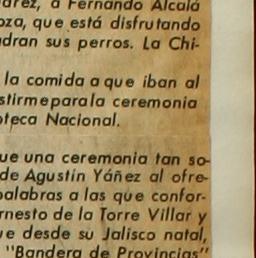 árez, a Fernando Alcalá
oza, que está disfrutando
adran sus perros. La Chi-
la comida a que iban al
stirme para la ceremonia
oteca Nacional.
ue una ceremonia tan so-
de Agustín Yáñez al ofre-
palabras a las que confor-
rnesto de la Torre Villar y
ue desde su Jalisco natal,
"Bandera de Provincias"